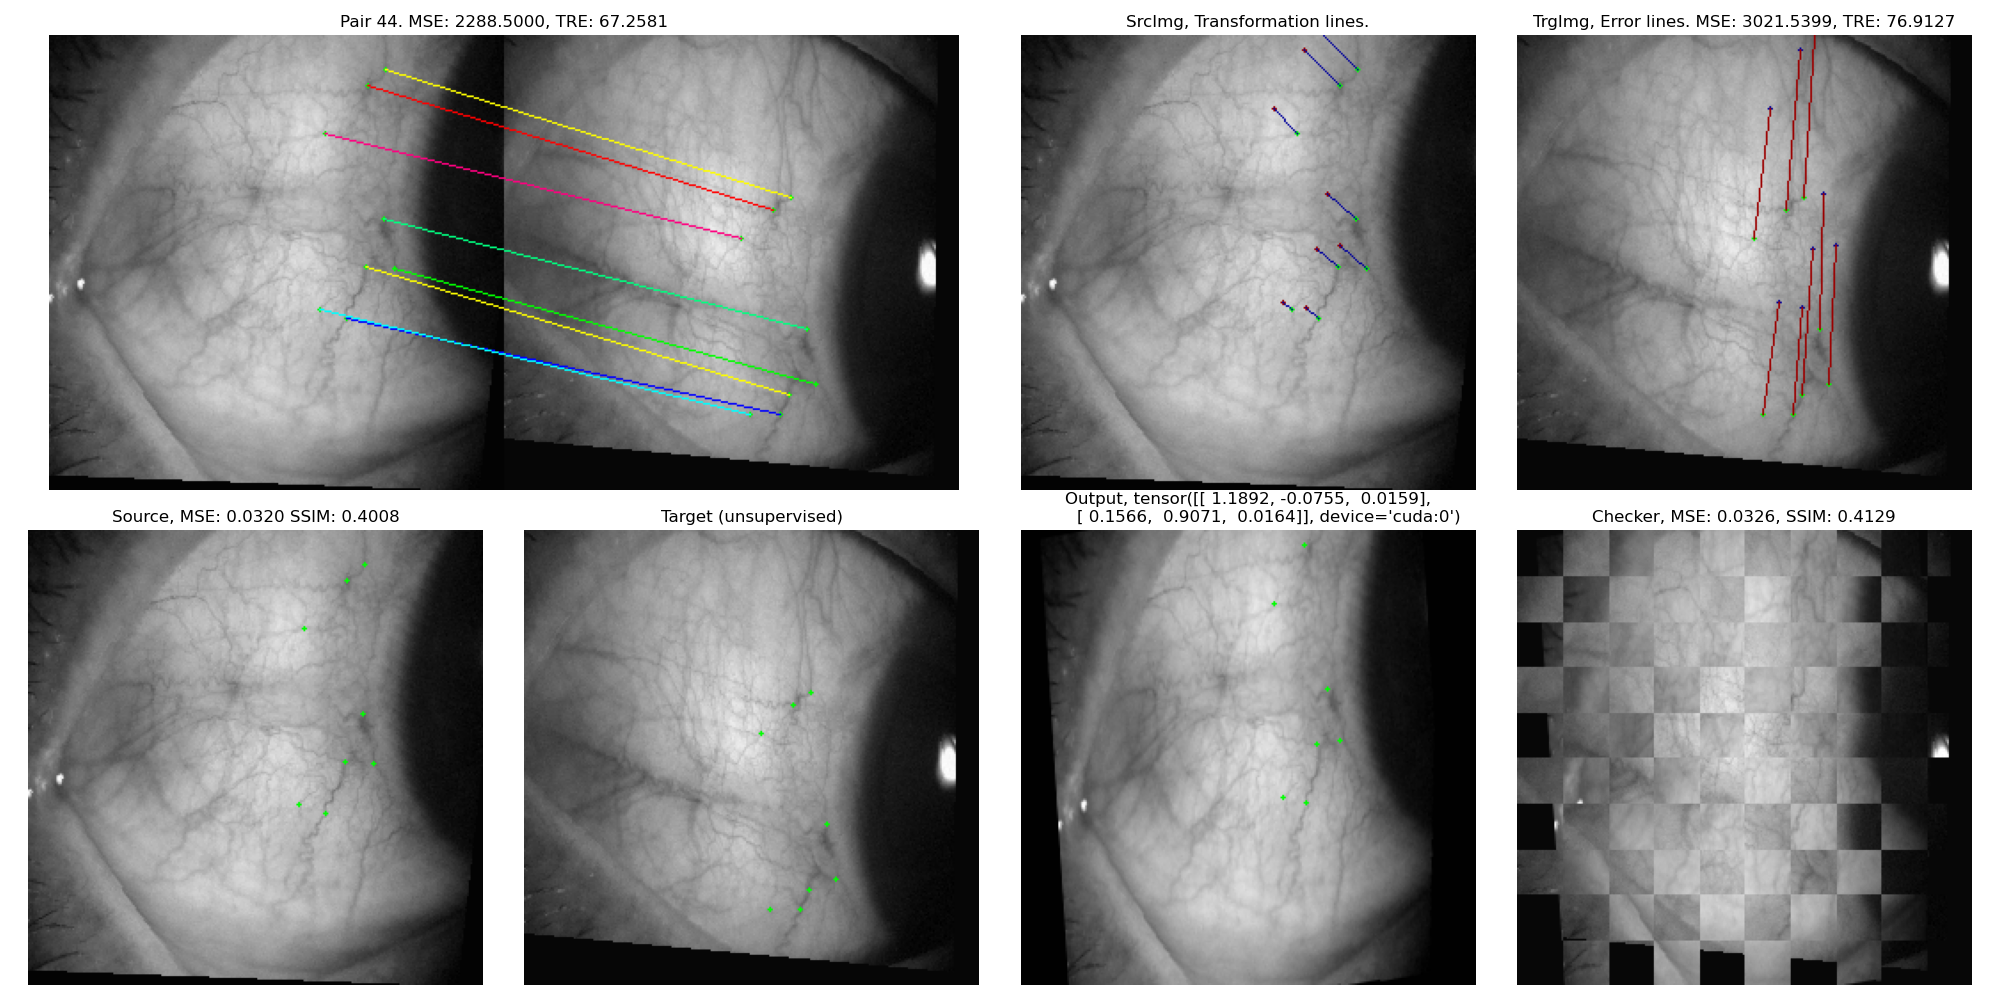 Pair 44. MSE: 2288.5000, TRE: 67.2581
SrcImg, Transformation lines.
TrgImg, Error lines. MSE: 3021.5399, TRE: 76.9127
Source, MSE: 0.0320 SSIM: 0.4008
Target (unsupervised)
Output, tensor([[ 1.1892, -0.0755,  0.0159],
[ 0.1566,  0.9071,  0.0164]], device='cuda:0')
Checker, MSE: 0.0326, SSIM: 0.4129